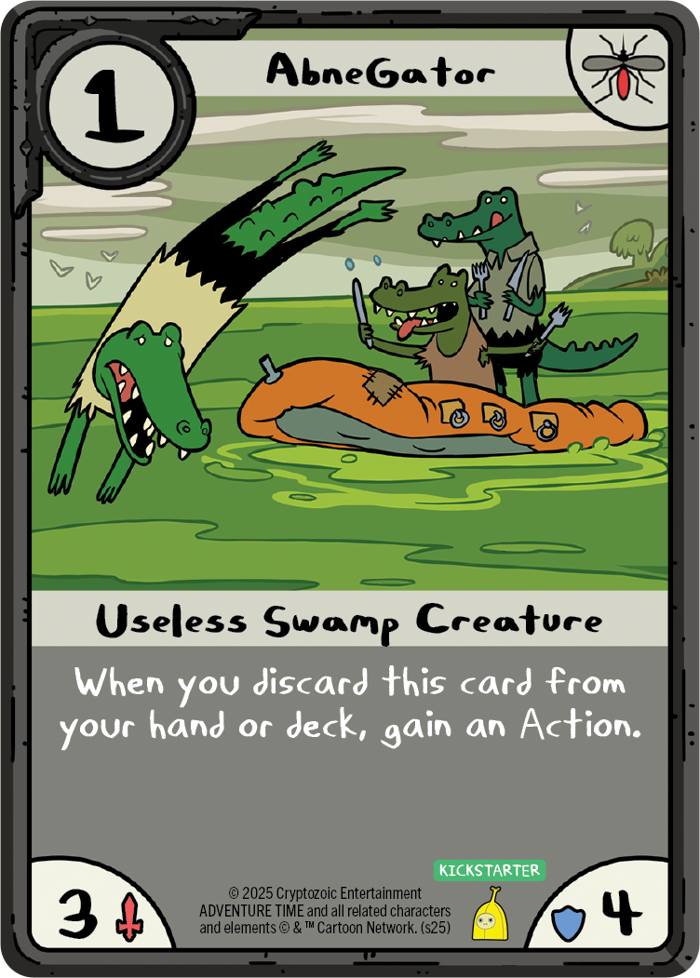 1
AbneGator
Useless Swamp Creature
When you discard this card from
your hand or deck, gain an Action.
KICKSTARTER
3
© 2025 Cryptozoic Entertainment
ADVENTURE TIME and all related characters
and elements © & ™ Cartoon Network. (s25)
4